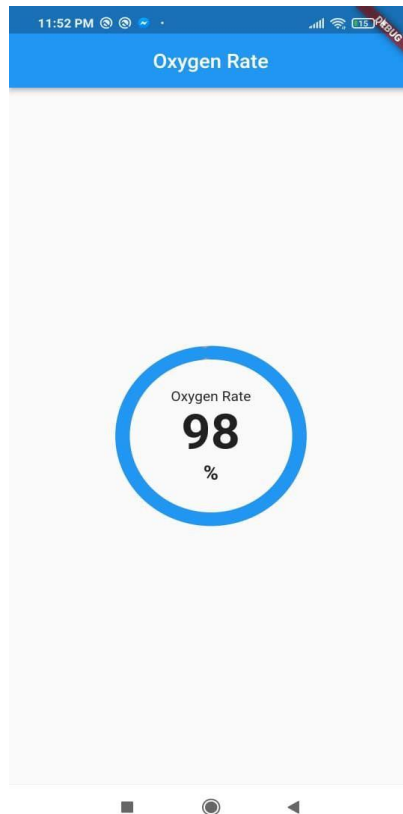 11:52 PM
15
DEBUG
Oxygen Rate
Oxygen Rate
98
%